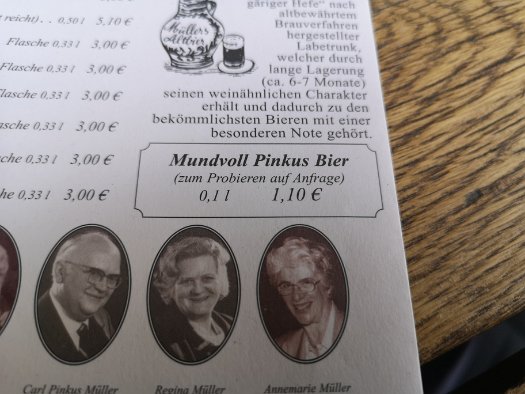 reicht) . . 0,50 l 5,10 €
Flasche 0,33 l 3,00 €
Flasche 0,33 l 3,00 €
Flasche 0,33 l 3,00 €
0,33 l 3,00 €
0,33 l 3,00 €
0,33 l 3,00 €
Müllers
Altbier
gäriger Hefe" nach
altbewährtem
Brauverfahren
hergestellter
Labetrunk,
welcher durch
lange Lagerung
(ca. 6-7 Monate)
seinen weinähnlichen Charakter
erhält und dadurch zu den
bekömmlichsten Bieren mit einer
besonderen Note gehört.
Mundvoll Pinkus Bier
(zum Probieren auf Anfrage)
0,1 l 1,10 €
Carl Pinkus Müller
Regina Müller
Annemarie Müller